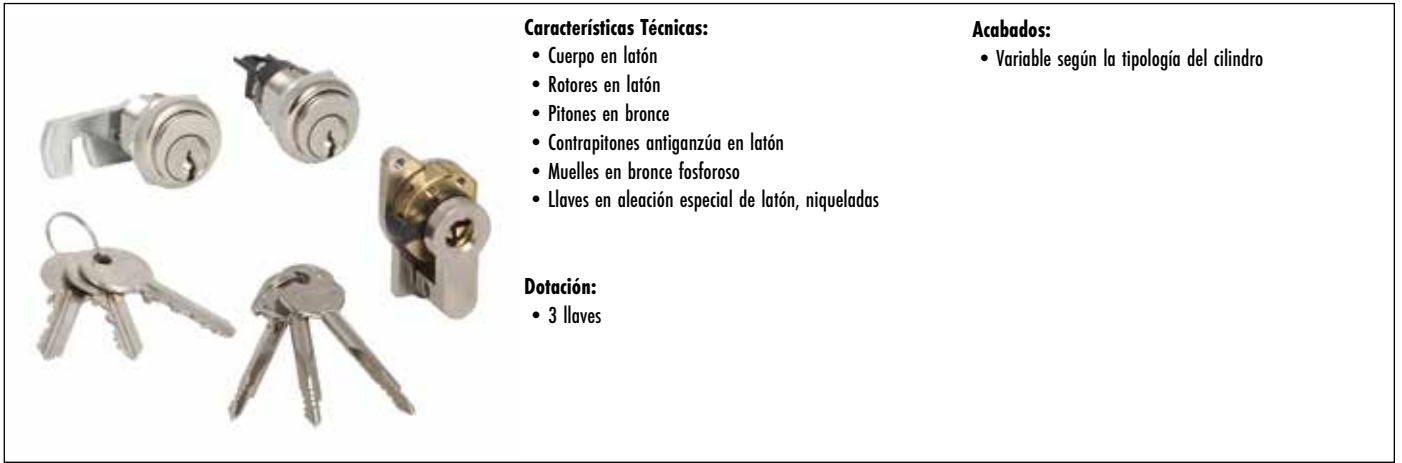 Características Técnicas:
• Cuerpo en latón
• Rotores en latón
• Pitones en bronce
• Contrapitones antiganzúa en latón
• Muelles en bronce fosforoso
• Llaves en aleación especial de latón, niqueladas
Dotación:
• 3 llaves
Acabados:
• Variable según la tipología del cilindro